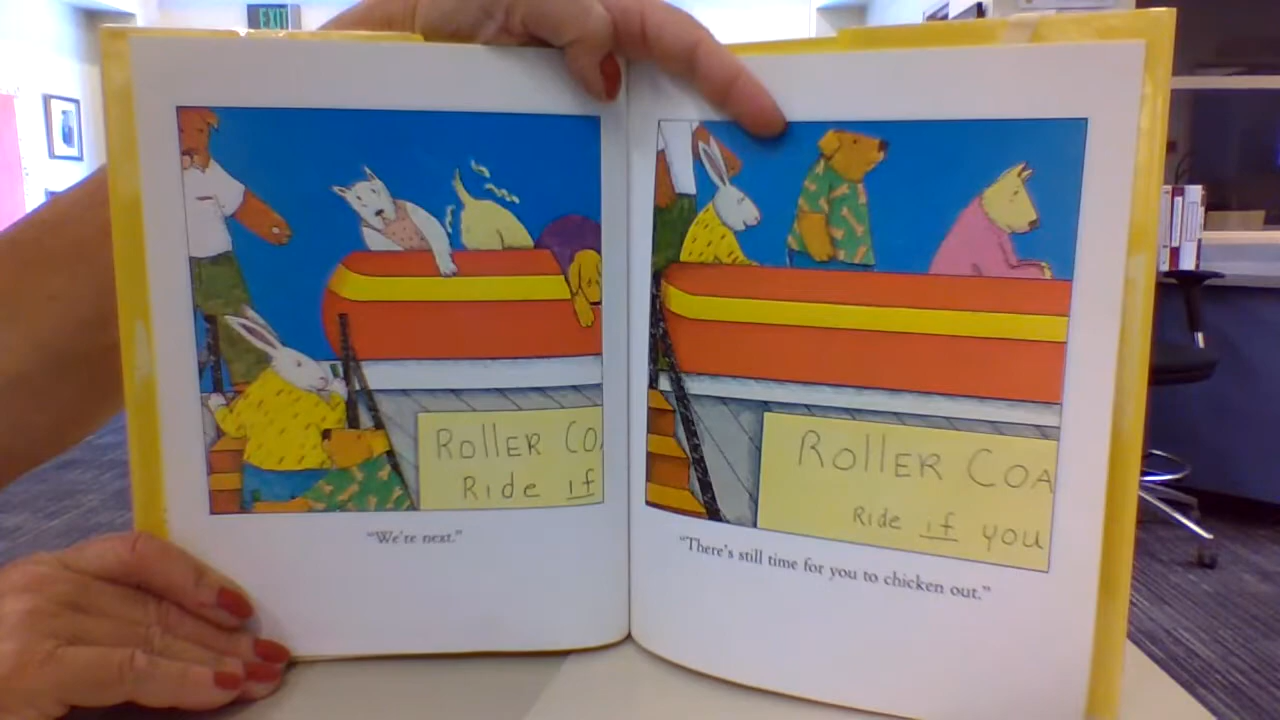 EXIT
RollER CO
Ride if
"We're next."
RollER COA
Ride if you
"There's still time for you to chicken out."